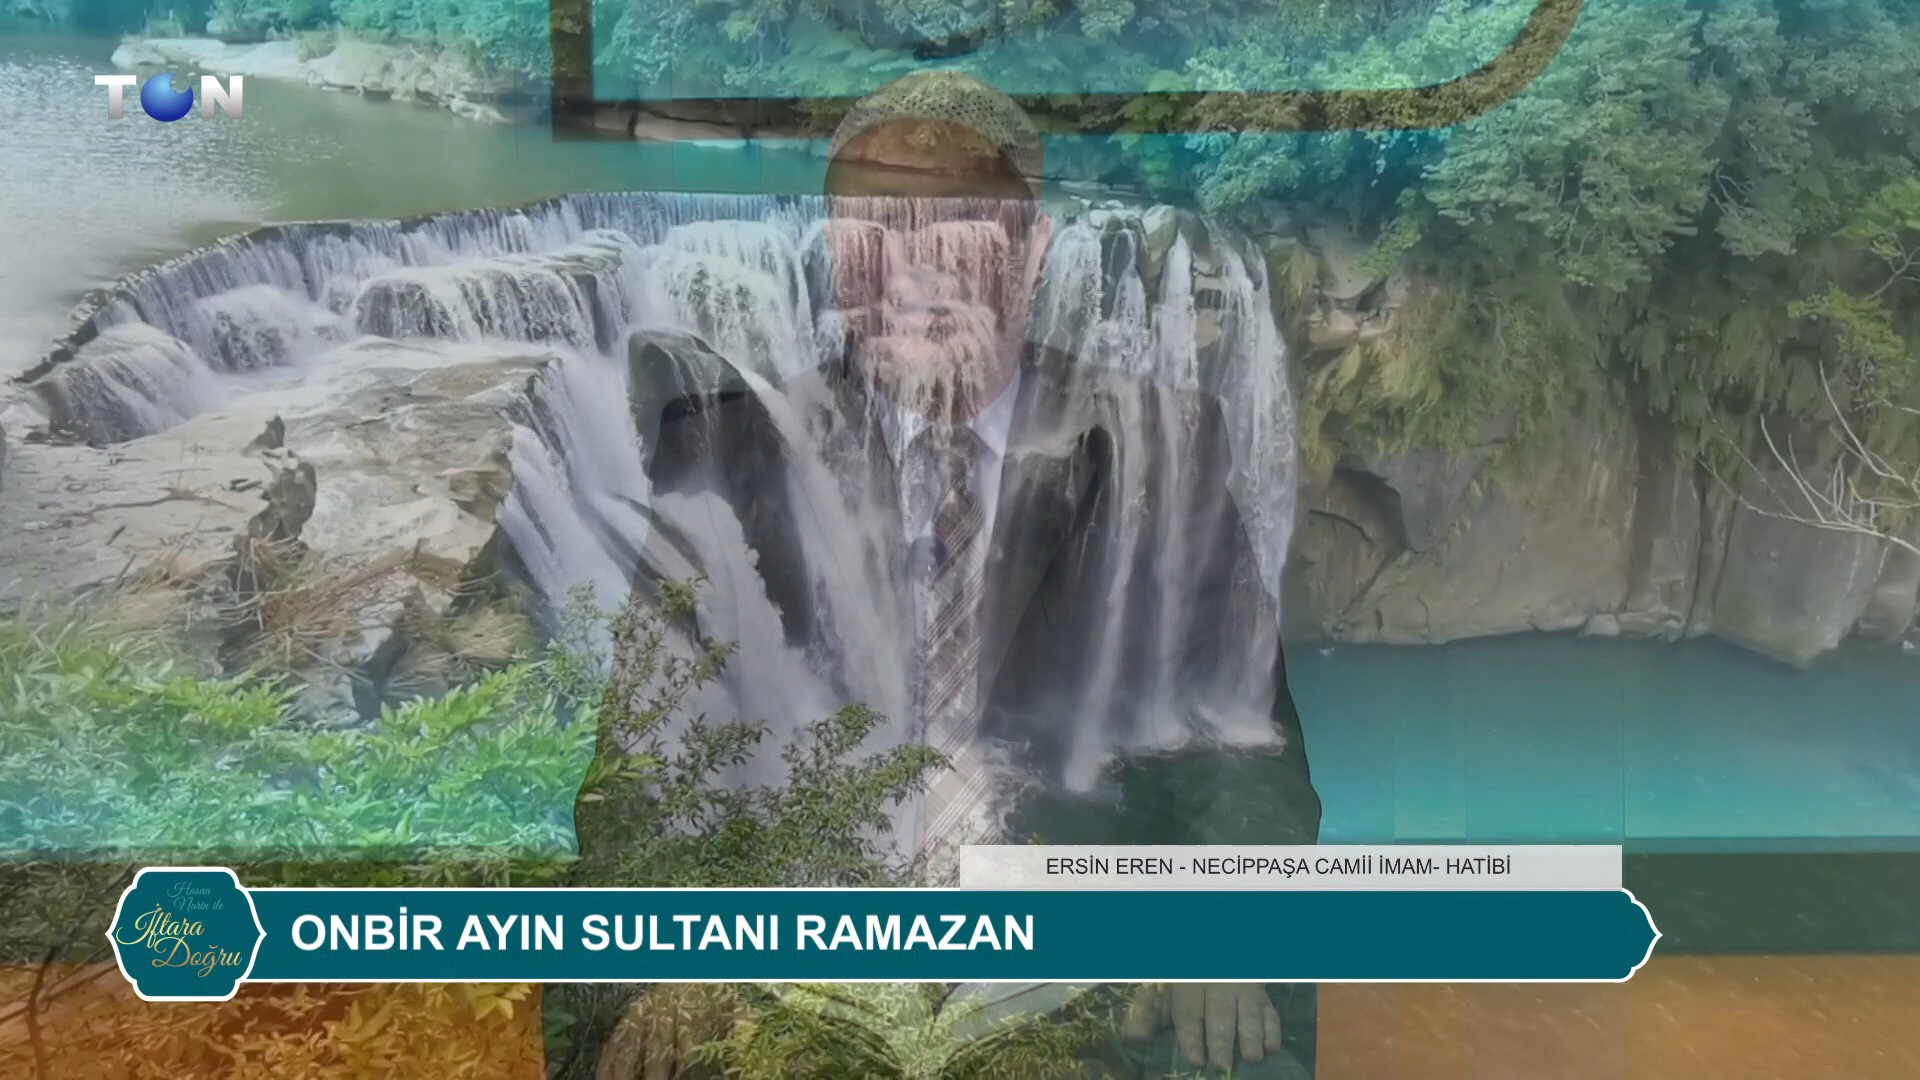 TON
ERSİN EREN - NECİPPAŞA CAMİİ İMAM- HATİBİ
Hasan
Narin ile
İftara
Doğru
ONBİR AYIN SULTANI RAMAZAN